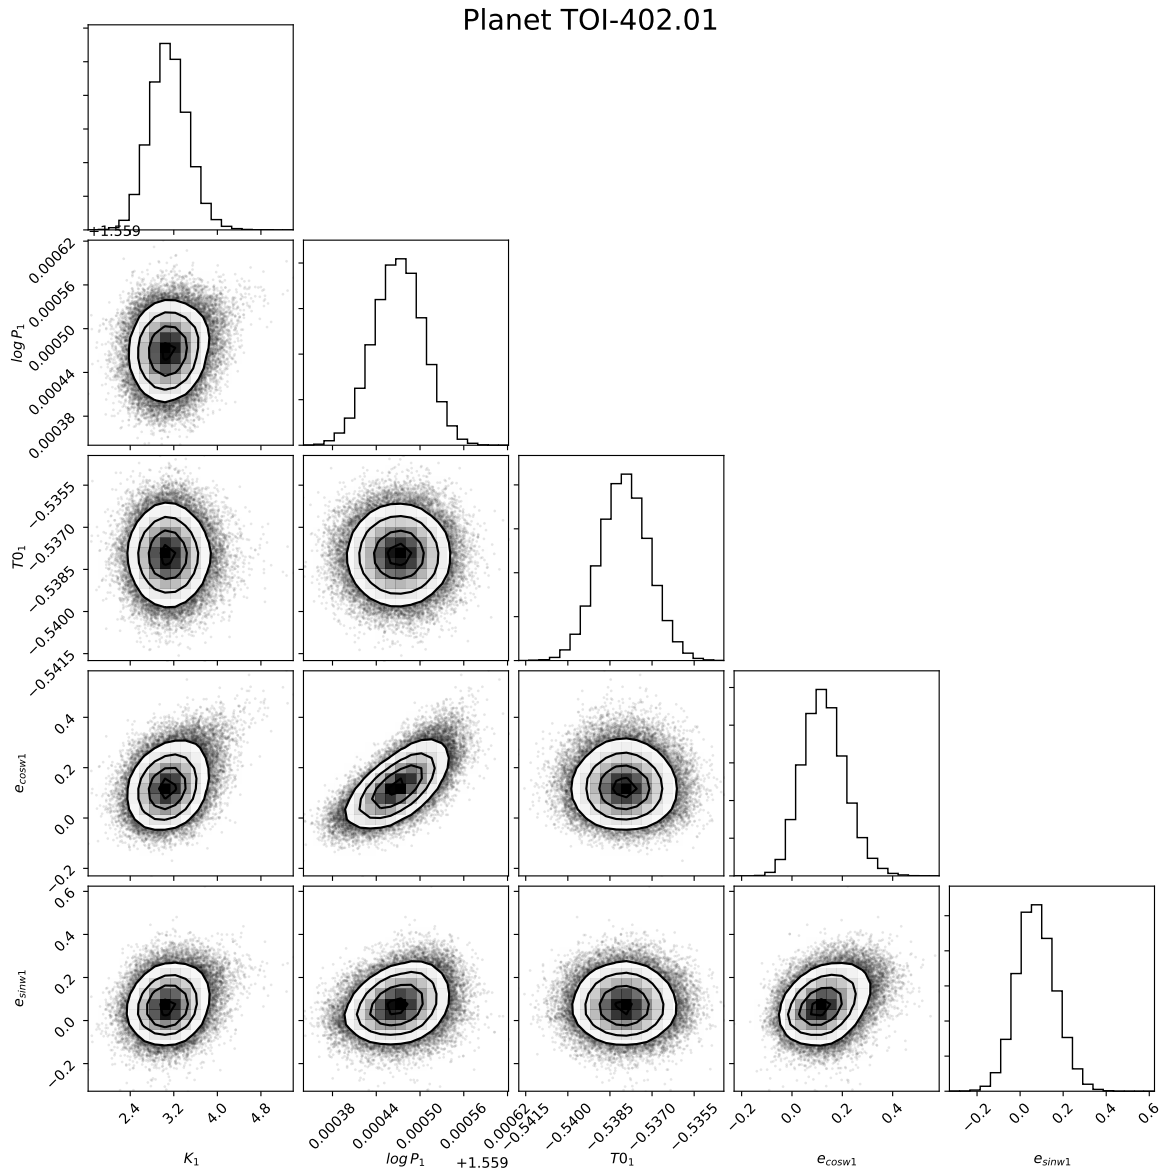 Planet TOI-402.01
+1.559
0.00062
0.00056
0.00050
0.00044
0.00038
log P1
−0.5355
−0.5370
−0.5385
−0.5400
−0.5415
T01
0.4
0.2
0.0
−0.2
ecosw1
0.6
0.4
0.2
0.0
−0.2
esinw1
2.4 3.2 4.0 4.8
0.00038 0.00044 0.00050 0.00056 0.00062
−0.5415 −0.5400 −0.5385 −0.5370 −0.5355
−0.2 0.0 0.2 0.4
−0.2 0.0 0.2 0.4 0.6
K1 log P1 +1.559 T01 ecosw1 esinw1